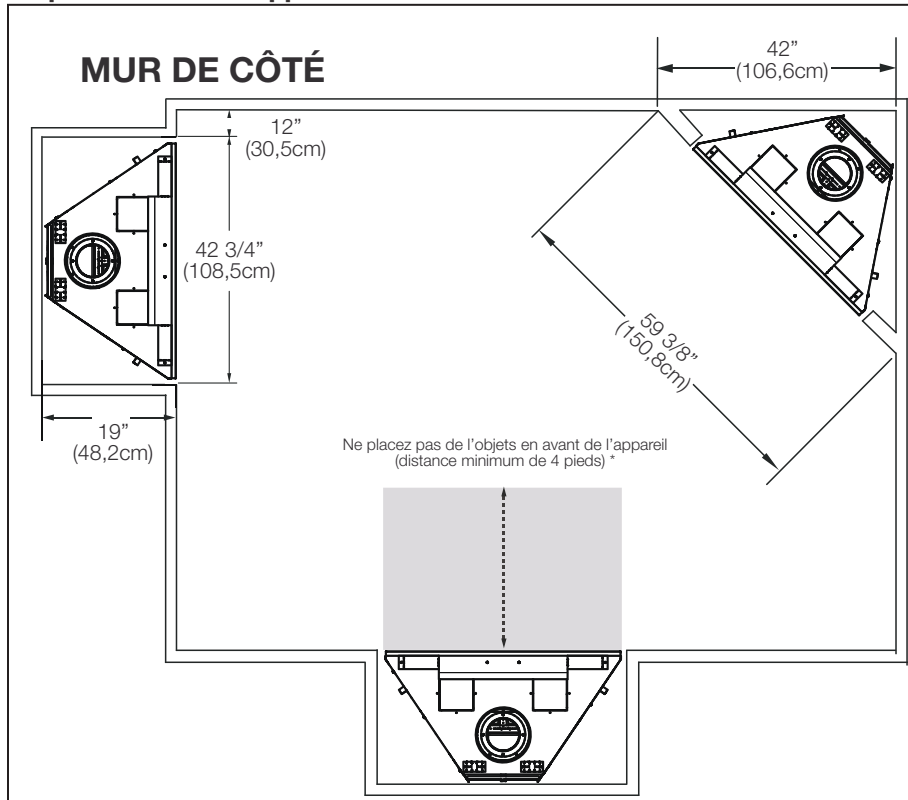 MUR DE CÔTÉ
42”
(106,6cm)
12”
(30,5cm)
42 3/4”
(108,5cm)
59 3/8”
(150,8cm)
19”
(48,2cm)
Ne placez pas de l’objets en avant de l’appareil
(distance minimum de 4 pieds) *